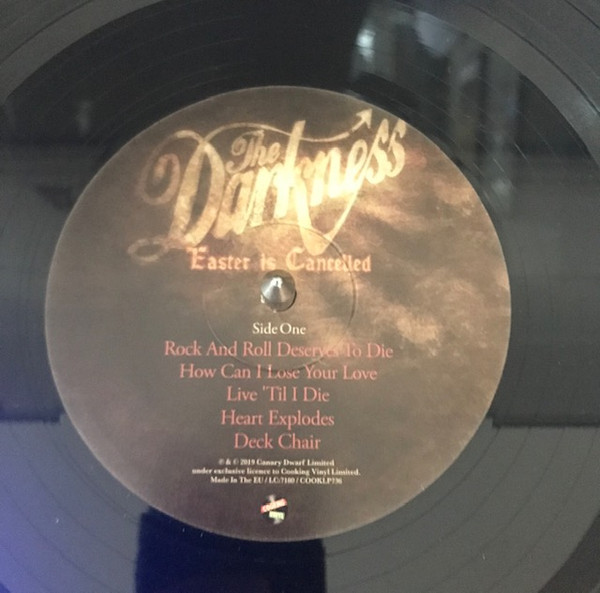 The
Darkness
Easter is Cancelled
Side One
Rock And Roll Deserves To Die
How Can I Lose Your Love
Live 'Til I Die
Heart Explodes
Deck Chair
℗ & © 2019 Canary Dwarf Limited
under exclusive licence to Cooking Vinyl Limited.
Made In The EU / LC:7180 / COOKLP736